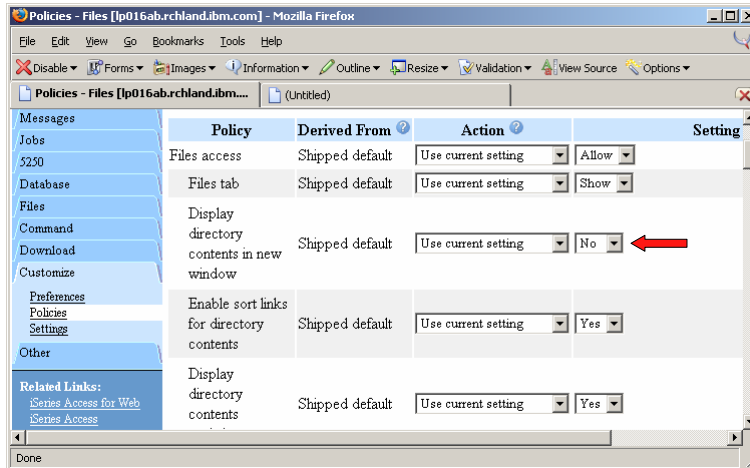 Policies - Files [lp016ab.rchland.ibm.com] - Mozilla Firefox
File Edit View Go Bookmarks Tools Help
Disable Forms Images Information Outline Resize Validation View Source Options
Policies - Files [lp016ab.rchland.ibm.... (Untitled)
Messages
Jobs
5250
Database
Files
Command
Download
Customize
Preferences
Policies
Settings
Other
Related Links:
iSeries Access for Web
iSeries Access
Policy Derived From ? Action ? Setting
Files access Shipped default Use current setting Allow
Files tab Shipped default Use current setting Show
Display
directory
contents in new
window
Shipped default Use current setting No
Enable sort links
for directory
contents
Shipped default Use current setting Yes
Display
directory
contents
Shipped default Use current setting Yes
Done